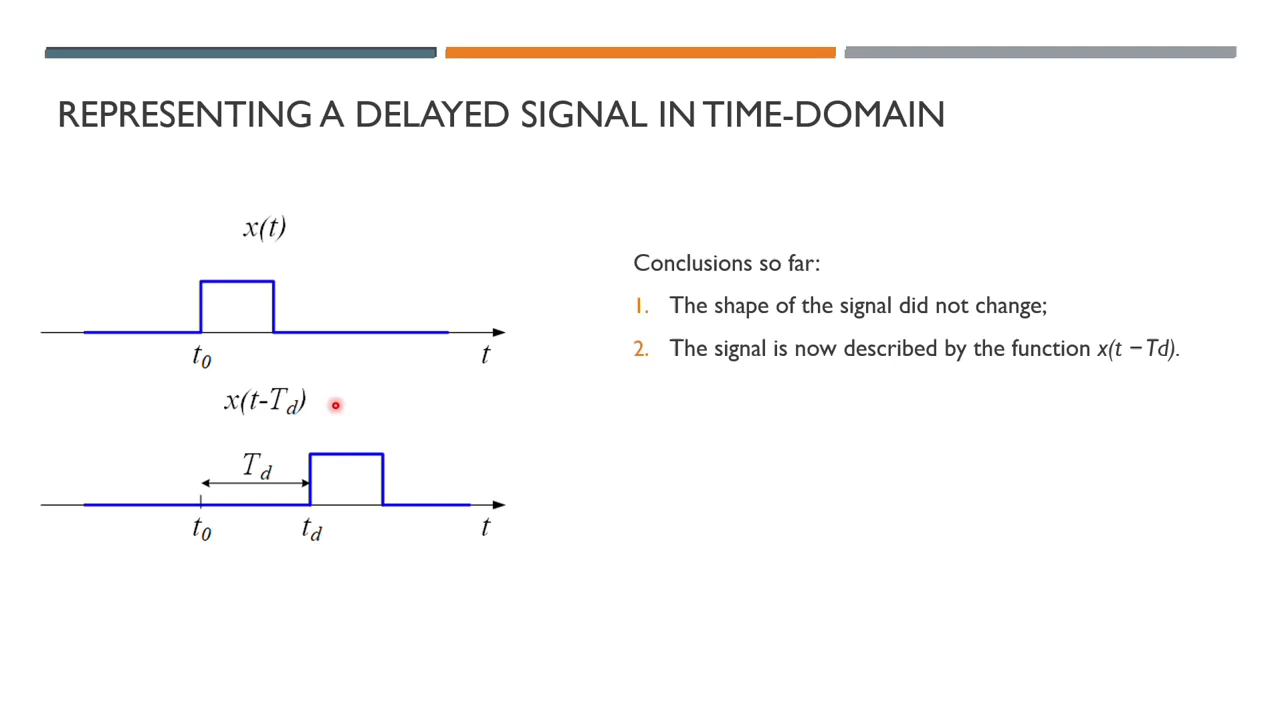 REPRESENTING A DELAYED SIGNAL IN TIME-DOMAIN
x(t)
t0
t
x(t-Td)
Td
t0
td
t
Conclusions so far:
1. The shape of the signal did not change;
2. The signal is now described by the function x(t − Td).